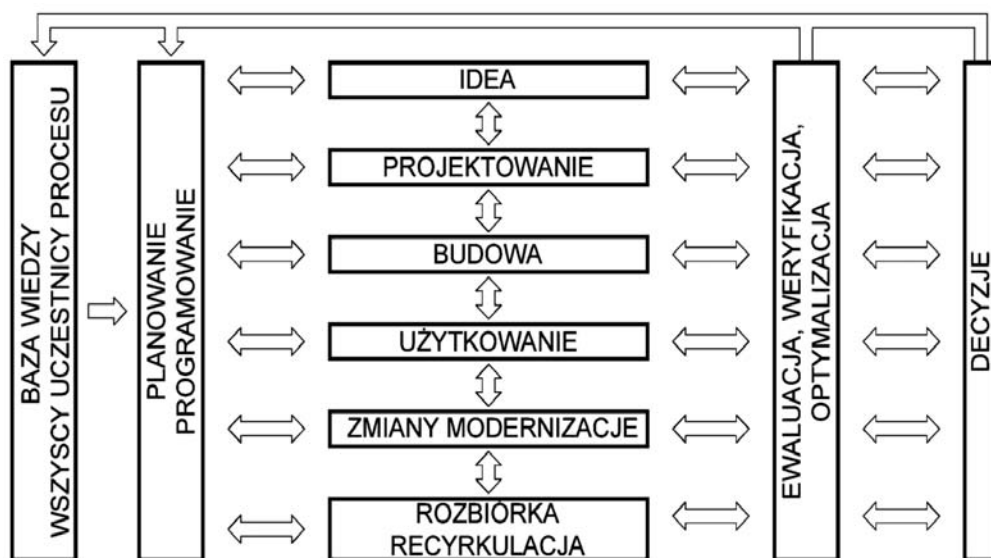 BAZA WIEDZY
WSZYSCY UCZESTNICY PROCESU
PLANOWANIE
PROGRAMOWANIE
IDEA
PROJEKTOWANIE
BUDOWA
UŻYTKOWANIE
ZMIANY MODERNIZACJE
ROZBIÓRKA
RECYRKULACJA
EWALUACJA, WERYFIKACJA,
OPTYMALIZACJA
DECYZJE